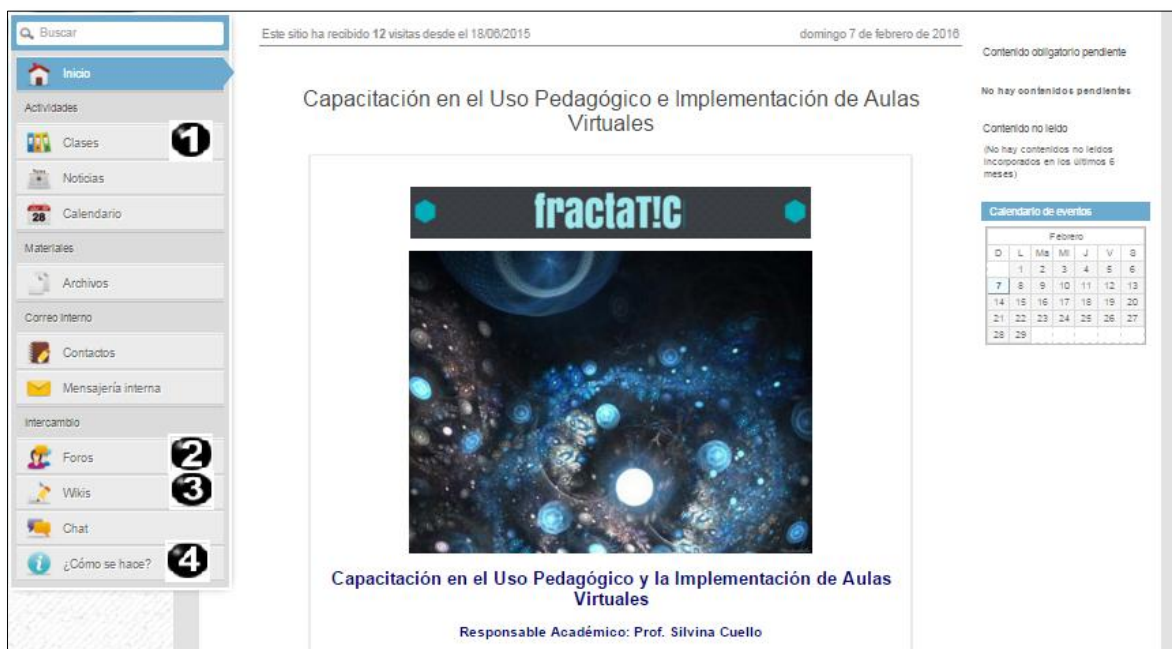 Buscar
Inicio
Actividades
Clases 1
Noticias
28 Calendario
Materiales
Archivos
Correo Interno
Contactos
Mensajería interna
Intercambio
Foros 2
Wikis 3
Chat
¿Cómo se hace? 4
Este sitio ha recibido 12 visitas desde el 18/06/2015
domingo 7 de febrero de 2016
Capacitación en el Uso Pedagógico e Implementación de Aulas
Virtuales
fractaT!C
Capacitación en el Uso Pedagógico y la Implementación de Aulas
Virtuales
Responsable Académico: Prof. Silvina Cuello
Contenido obligatorio pendiente
No hay contenidos pendientes
Contenido no leido
(No hay contenidos no leidos
incorporados en los últimos 6
meses)
Calendario de eventos
Febrero
D L Ma Mi J V S
1 2 3 4 5 6
7 8 9 10 11 12 13
14 15 16 17 18 19 20
21 22 23 24 25 26 27
28 29